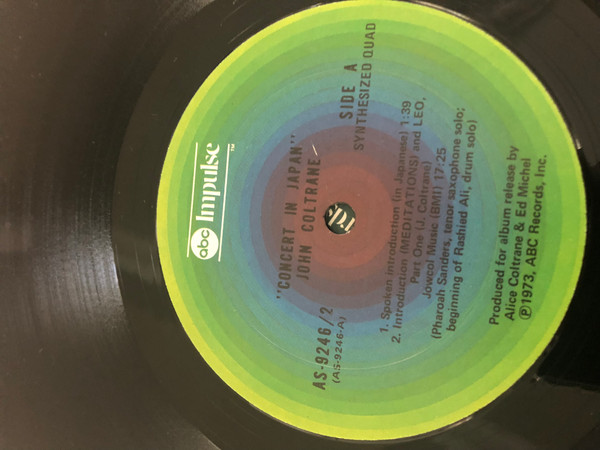 abc impulse
TM
"CONCERT IN JAPAN"
JOHN COLTRANE
AS-9246/2
(AS-9246-A)
SIDE A
SYNTHESIZED QUAD
1. Spoken introduction (in Japanese) 1:39
2. Introduction (MEDITATIONS) and LEO,
Part One (J. Coltrane)
Jowcol Music (BMI) 17:25
(Pharoah Sanders, tenor saxophone solo;
beginning of Rashied Ali, drum solo)
Produced for album release by
Alice Coltrane & Ed Michel
Ⓟ1973, ABC Records, Inc.